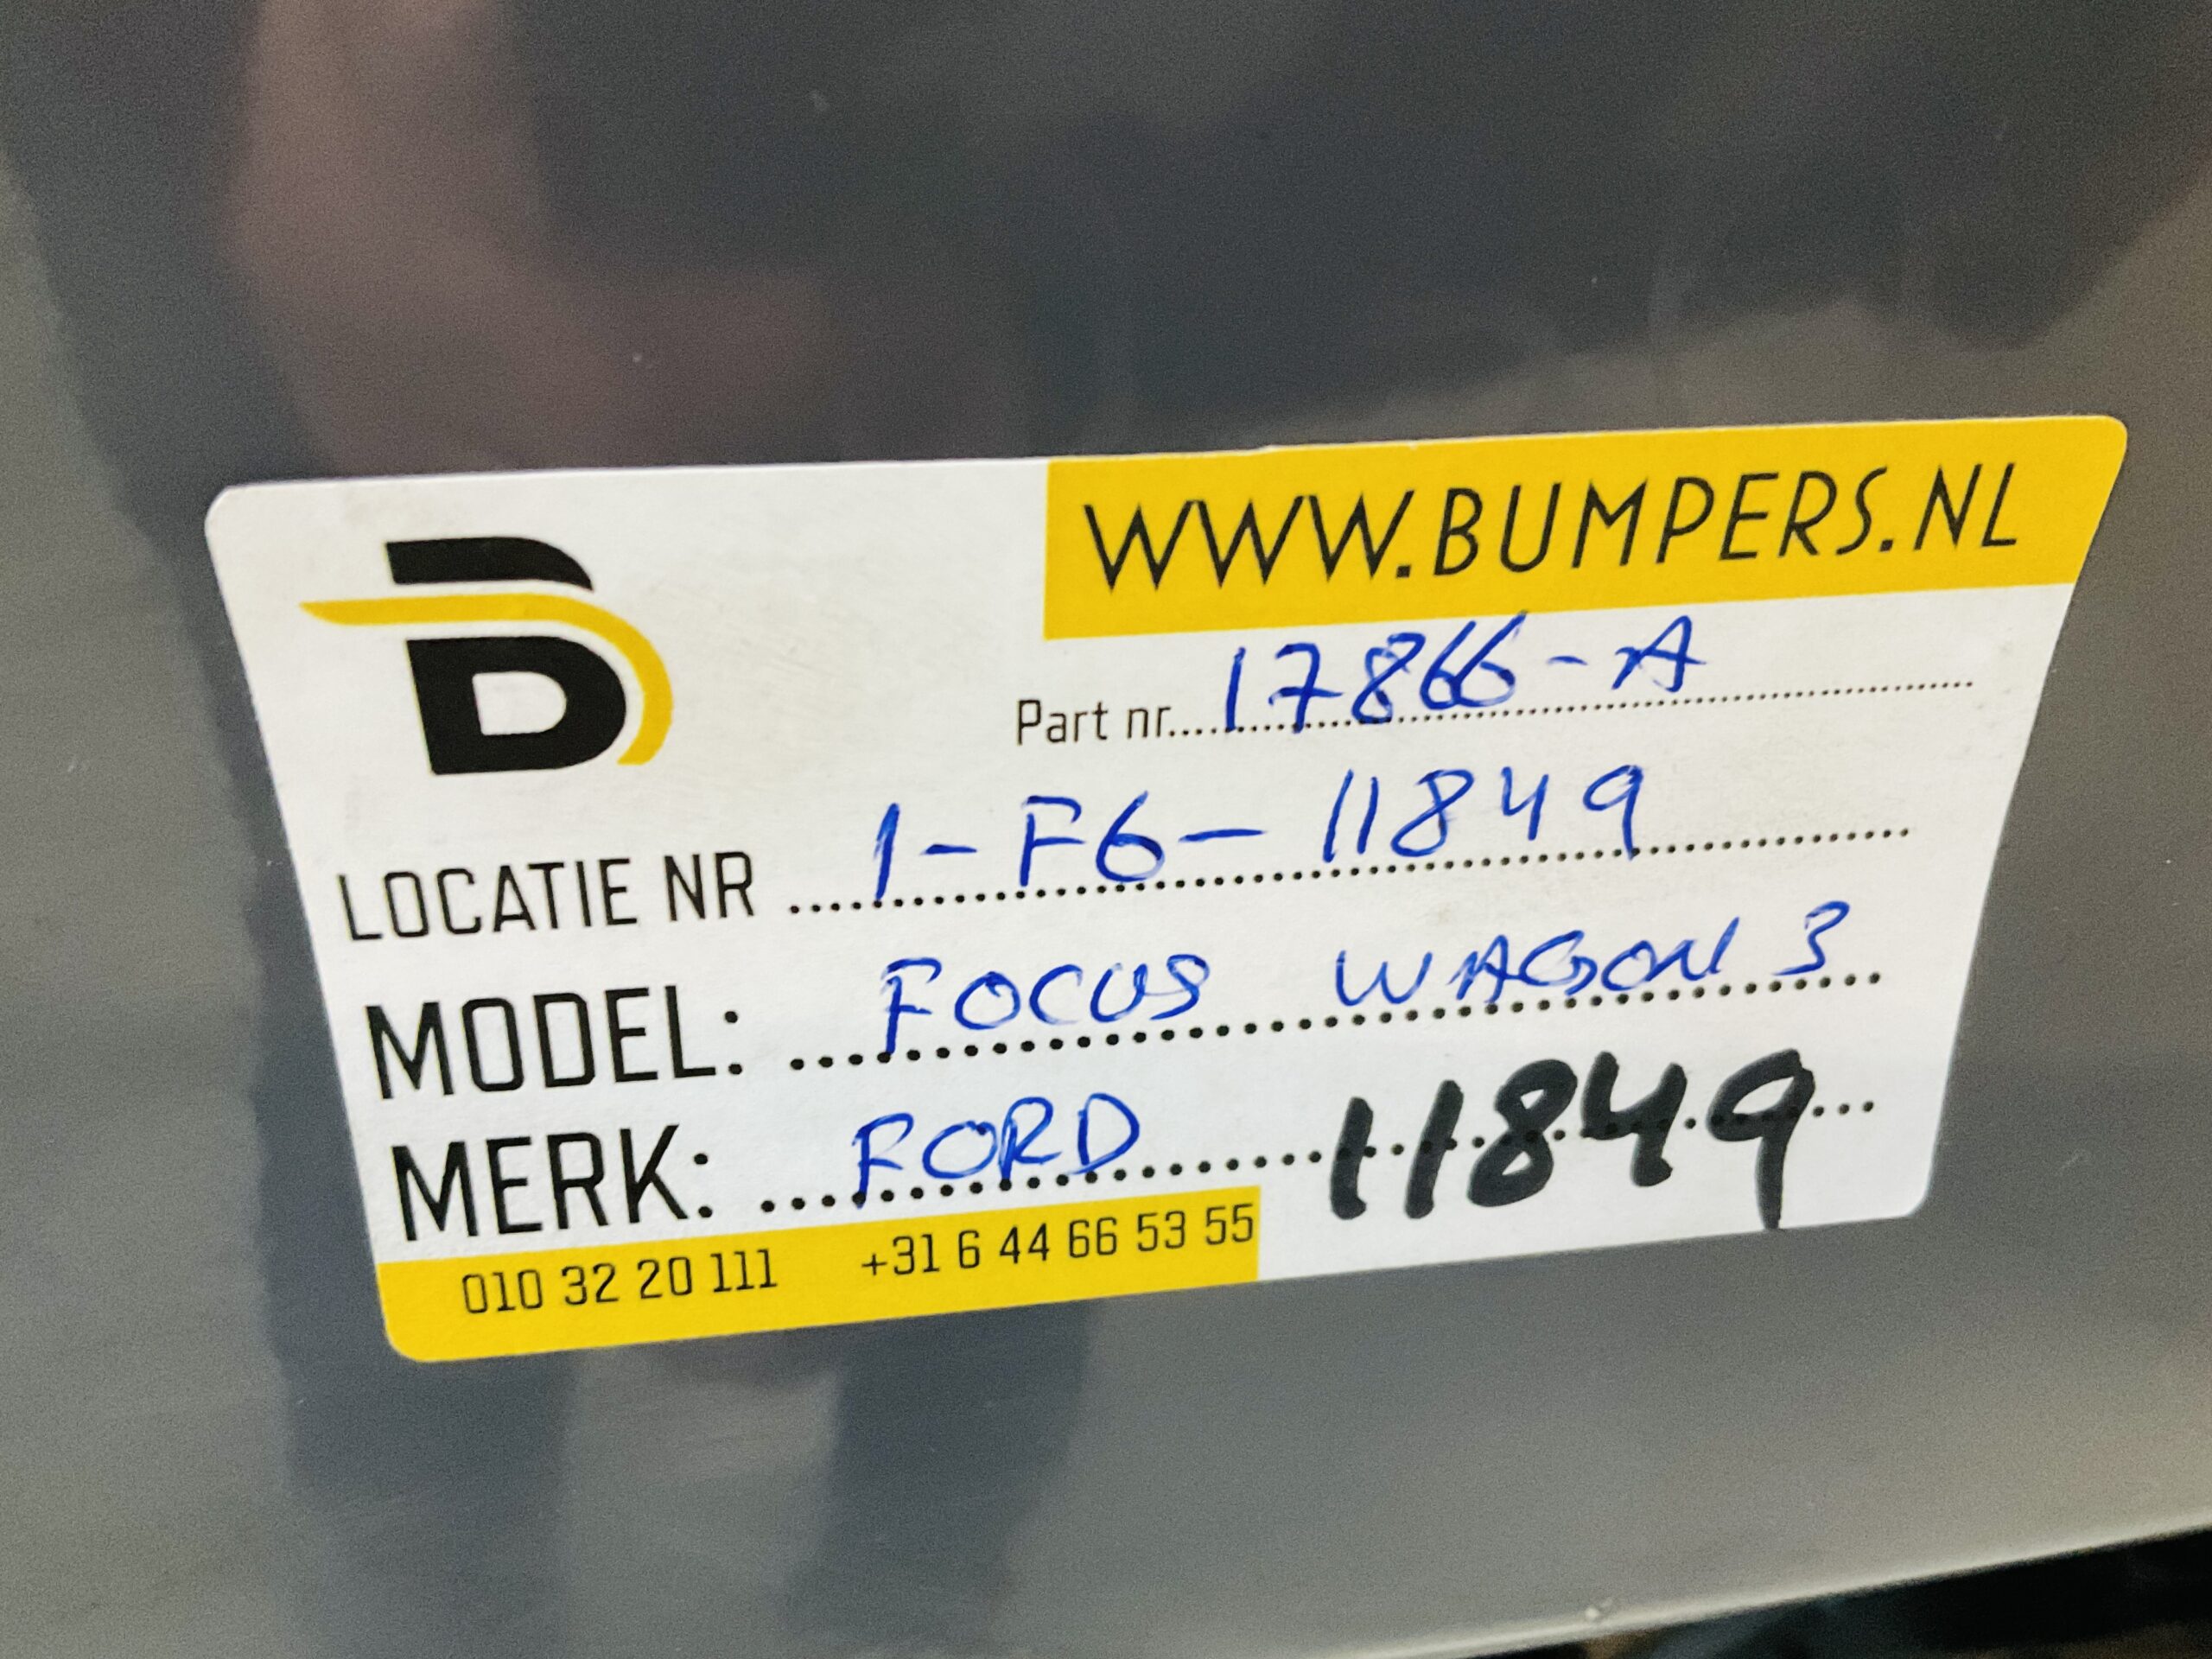 WWW.BUMPERS.NL
Part nr. 17866-A
LOCATIE NR 1-F6-11849
MODEL: FOCUS WAGON 3
MERK: FORD 11849
010 32 20 111 +31 6 44 66 53 55